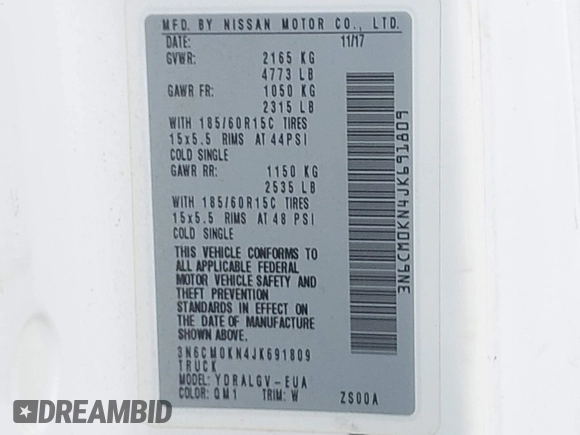 MFD. BY NISSAN MOTOR CO., LTD.
DATE: 11/17
GVWR: 2165 KG
4773 LB
GAWR FR: 1050 KG
2315 LB
WITH 185/60R15C TIRES
15x5.5 RIMS AT 44PSI
COLD SINGLE
GAWR RR: 1150 KG
2535 LB
WITH 185/60R15C TIRES
15x5.5 RIMS AT 48 PSI
COLD SINGLE
THIS VEHICLE CONFORMS TO
ALL APPLICABLE FEDERAL
MOTOR VEHICLE SAFETY AND
THEFT PREVENTION
STANDARDS IN EFFECT ON
THE DATE OF MANUFACTURE
SHOWN ABOVE.
3N6CM0KN4JK691809
TRUCK
MODEL: YDRALGV-EUA
COLOR: QM1 TRIM: W ZS00A
3N6CM0KN4JK691809
DREAMBID